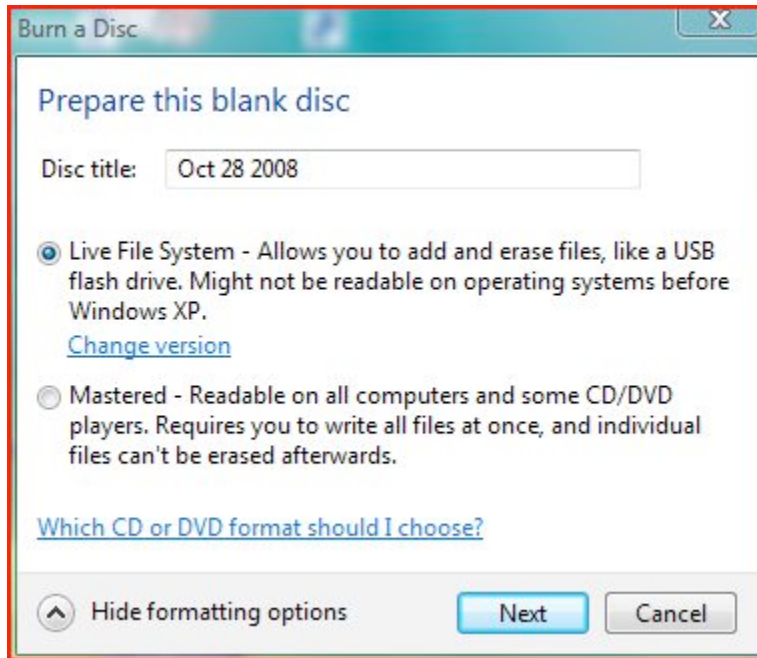 Burn a Disc
Prepare this blank disc
Disc title: Oct 28 2008
Live File System - Allows you to add and erase files, like a USB
flash drive. Might not be readable on operating systems before
Windows XP.
Change version
Mastered - Readable on all computers and some CD/DVD
players. Requires you to write all files at once, and individual
files can't be erased afterwards.
Which CD or DVD format should I choose?
Hide formatting options Next Cancel